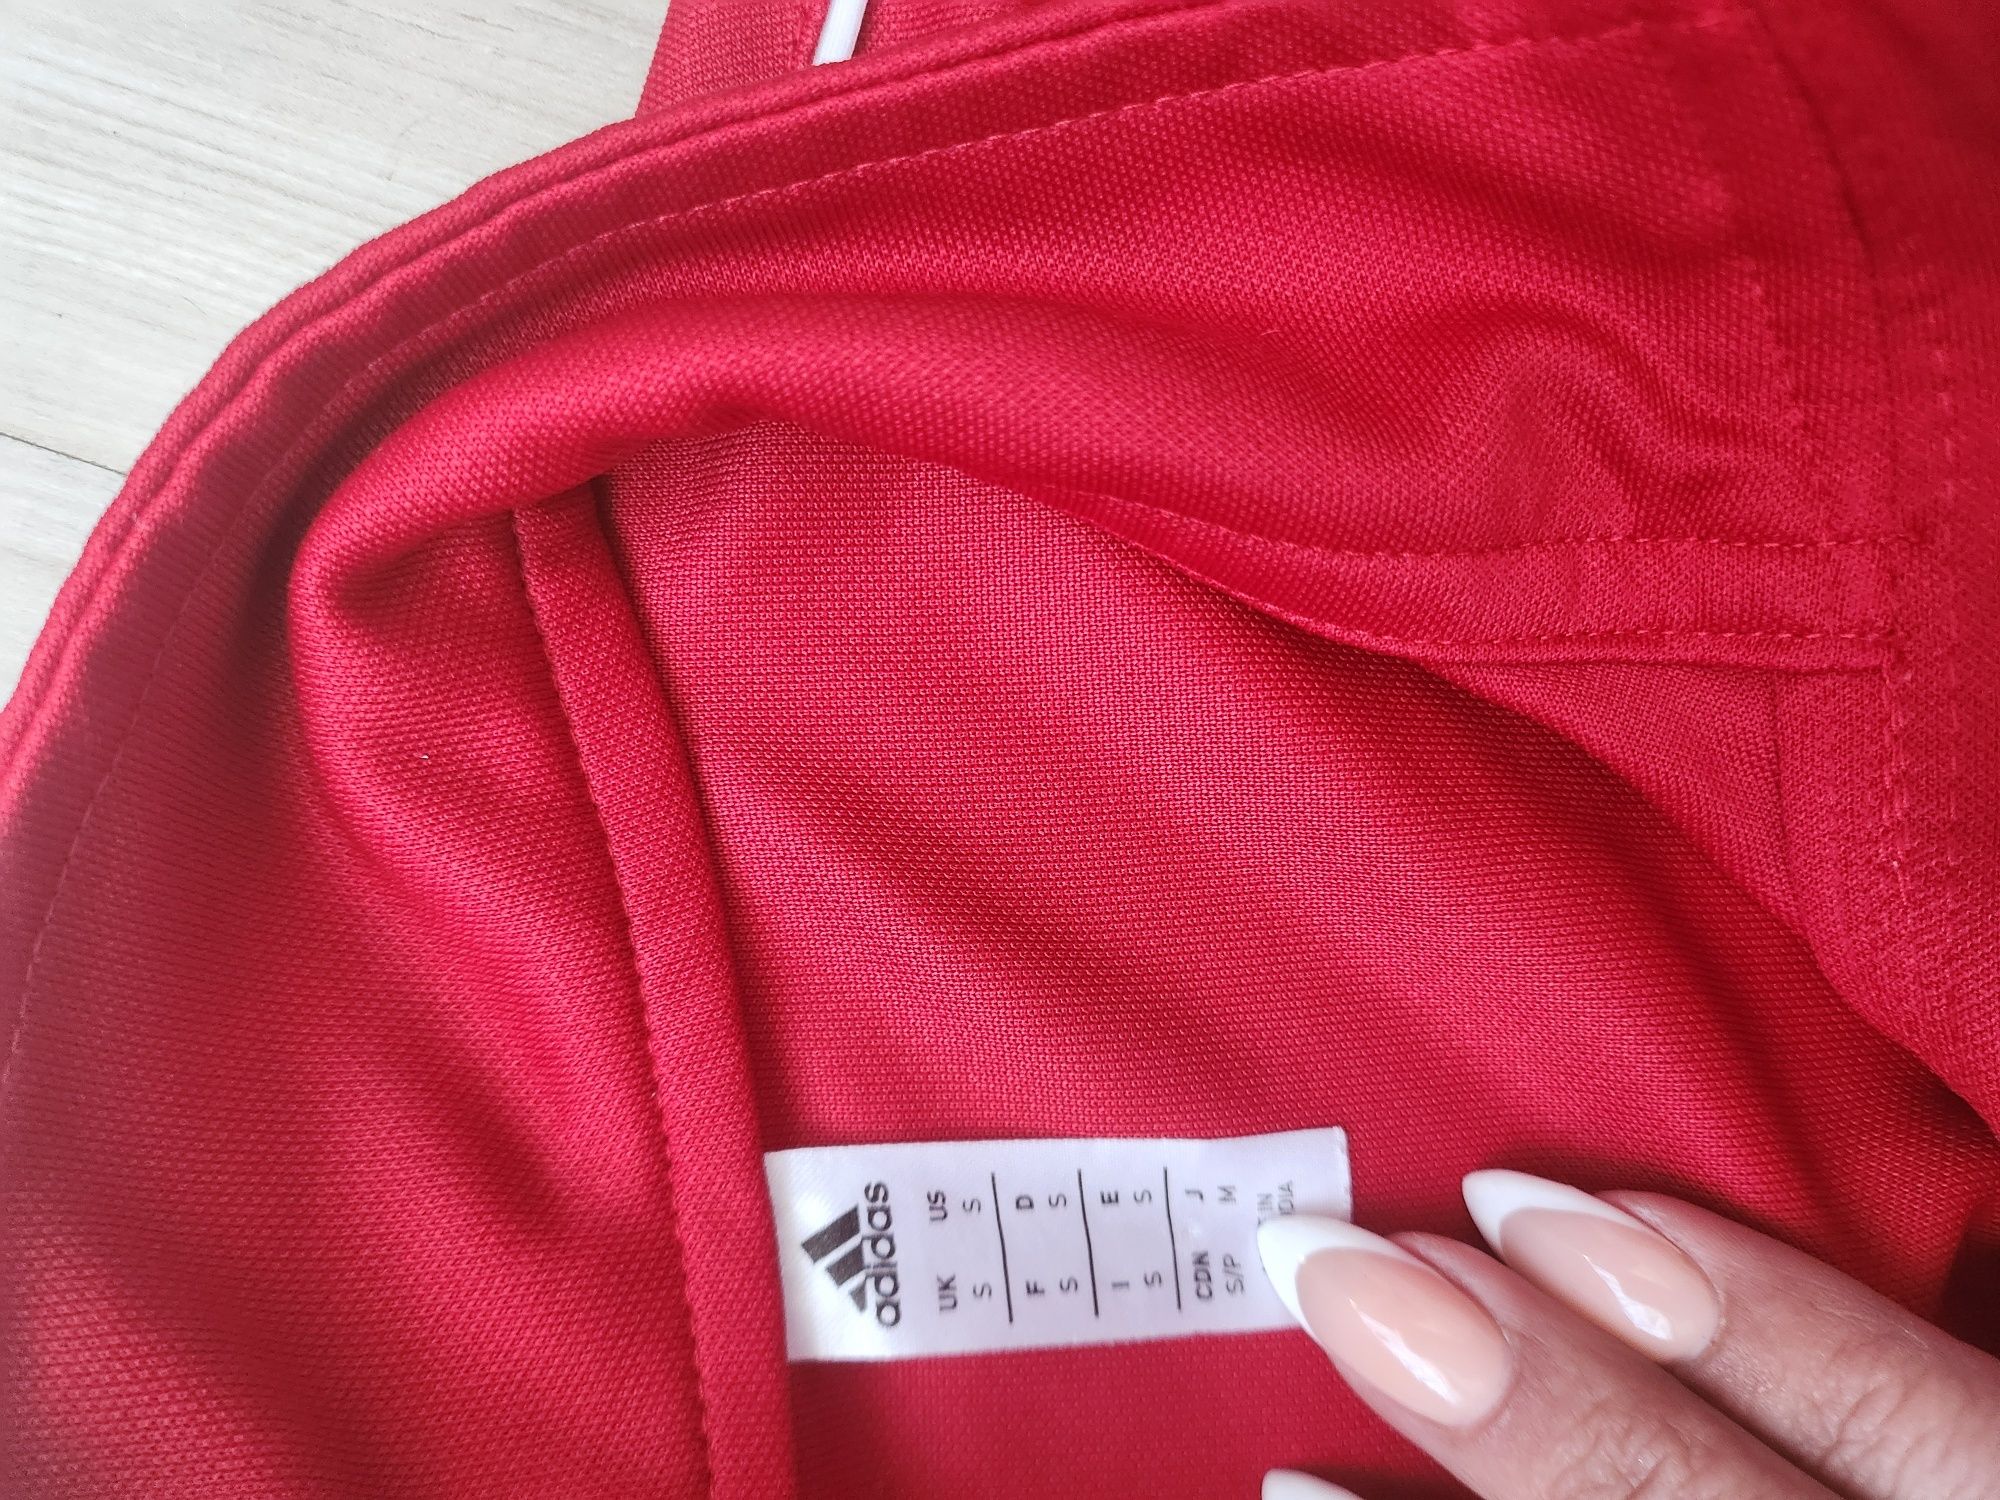 adidas
UK US
S S
F D
S S
I E
S S
CDN J
S/P M